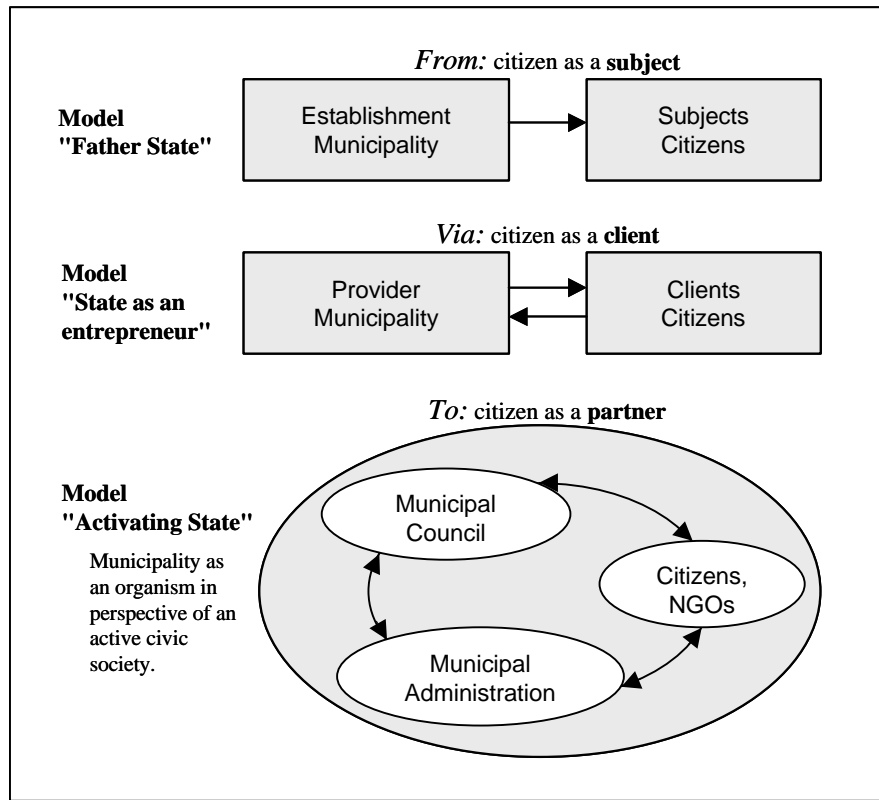 From: citizen as a subject
Model
"Father State"
Establishment
Municipality
Subjects
Citizens
Via: citizen as a client
Model
"State as an
entrepreneur"
Provider
Municipality
Clients
Citizens
To: citizen as a partner
Model
"Activating State"
Municipality as
an organism in
perspective of an
active civic
society.
Municipal
Council
Citizens,
NGOs
Municipal
Administration